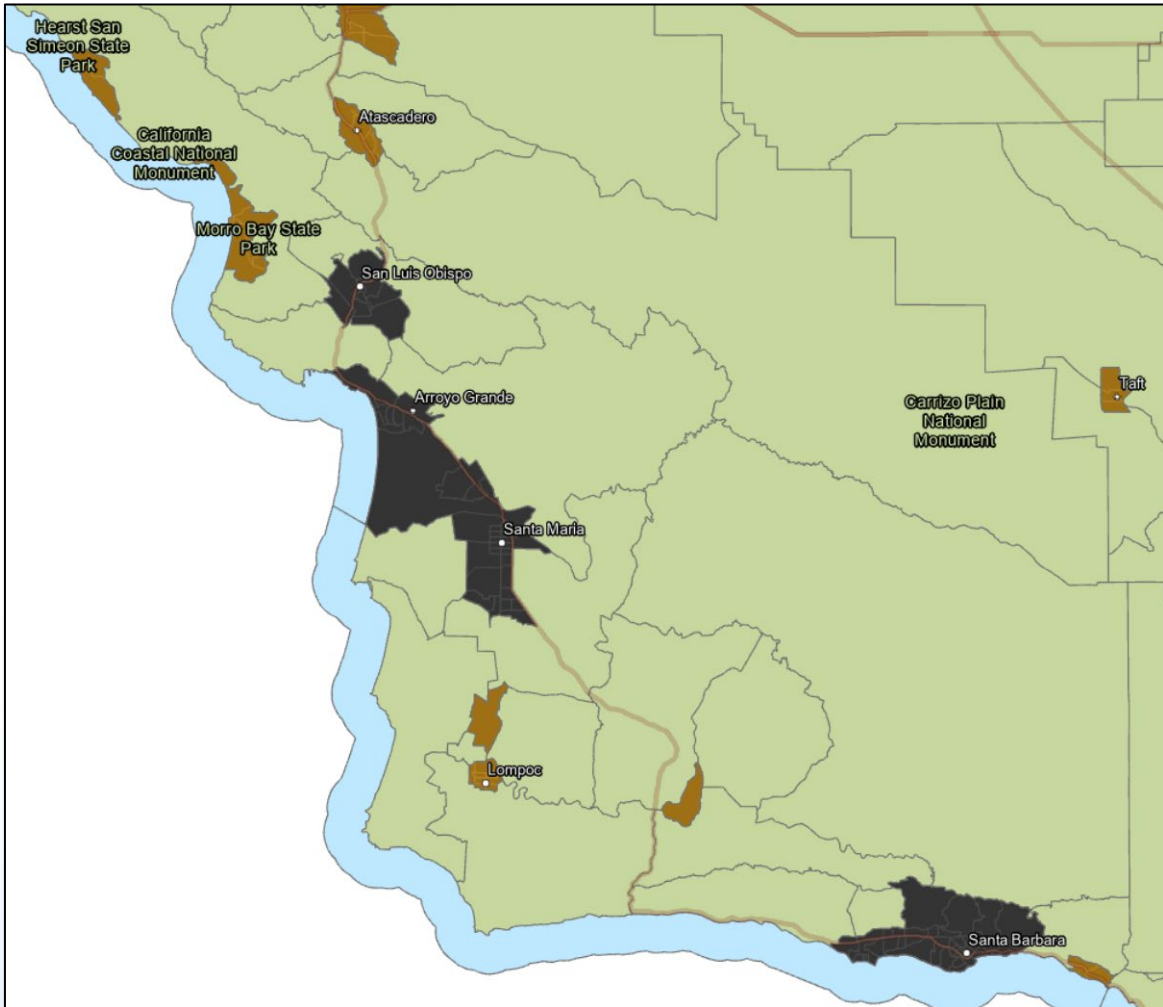 Hearst San
Simeon State
Park
Atascadero
California
Coastal National
Monument
Morro Bay State
Park
San Luis Obispo
Arroyo Grande
Taft
Carrizo Plain
National
Monument
Santa Maria
Lompoc
Santa Barbara